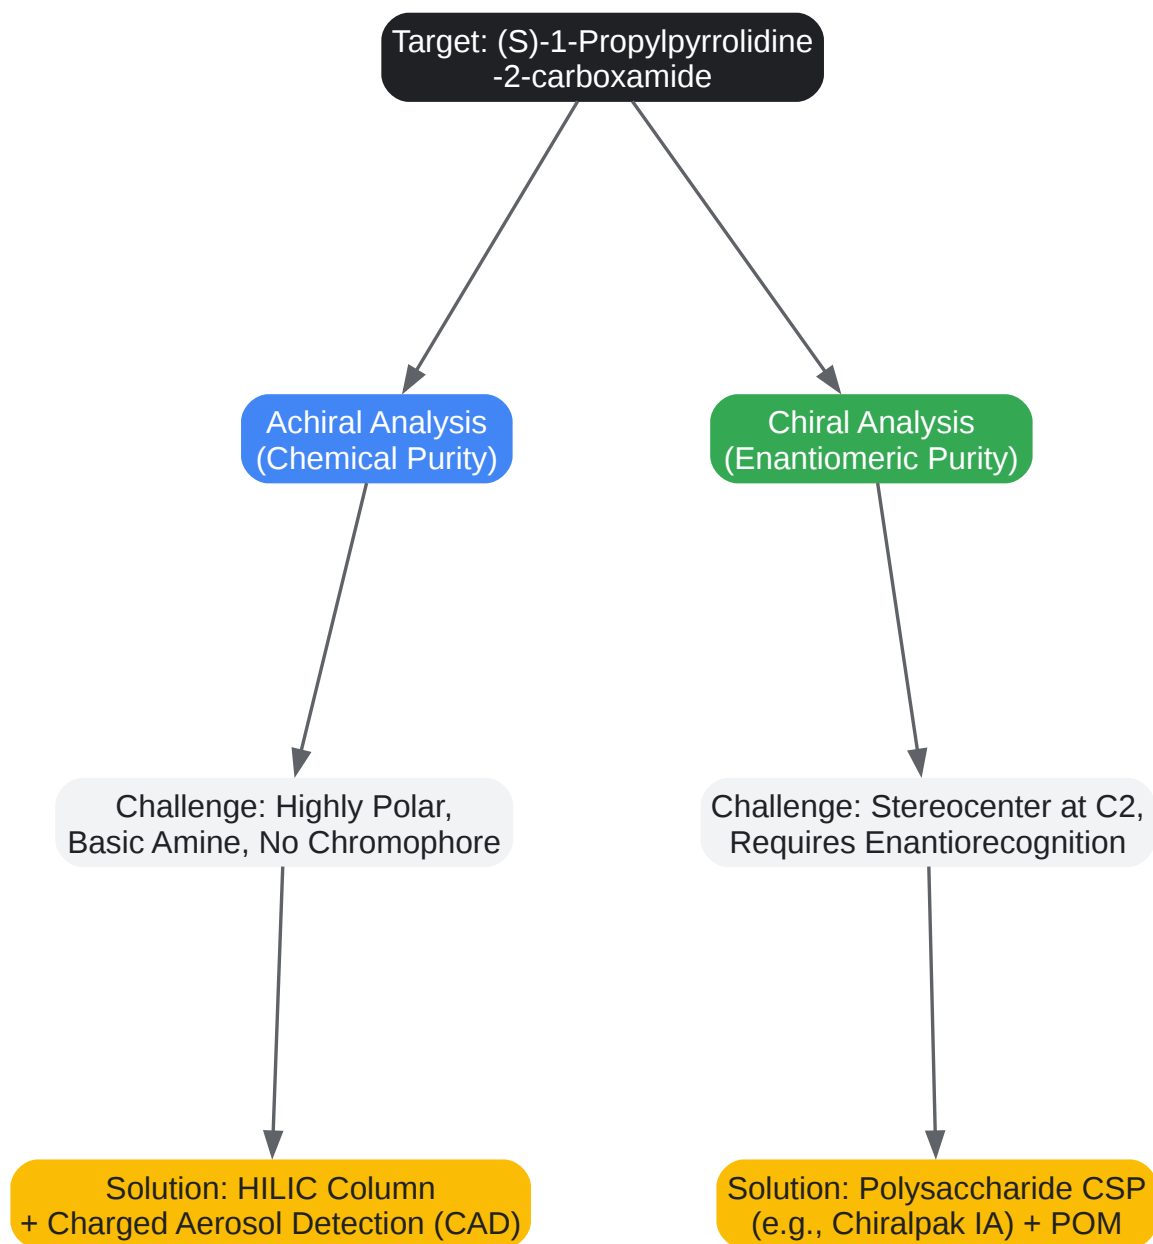 Target: (S)-1-Propylpyrrolidine
-2-carboxamide
Achiral Analysis
(Chemical Purity)
Chiral Analysis
(Enantiomeric Purity)
Challenge: Highly Polar,
Basic Amine, No Chromophore
Challenge: Stereocenter at C2,
Requires Enantiorecognition
Solution: HILIC Column
+ Charged Aerosol Detection (CAD)
Solution: Polysaccharide CSP
(e.g., Chiralpak IA) + POM